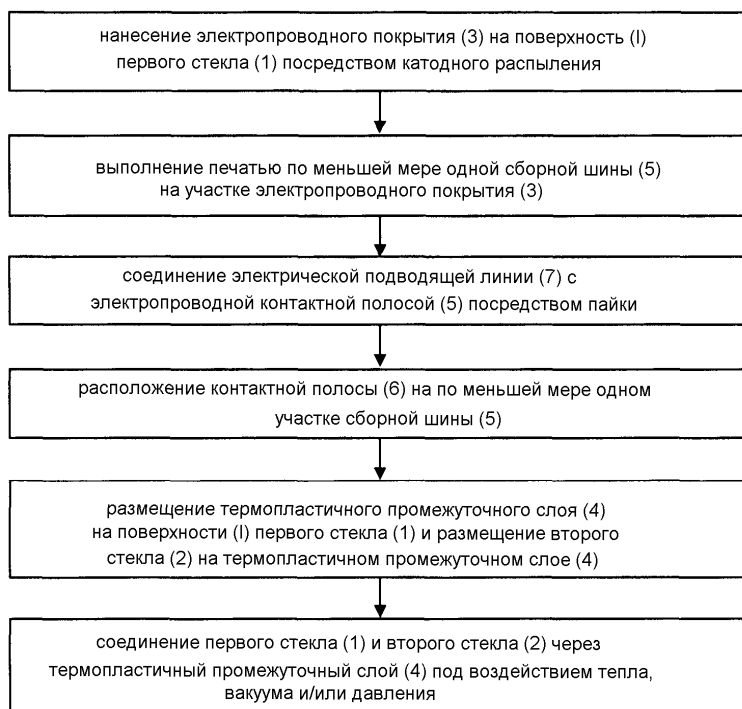 нанесение электропроводного покрытия (3) на поверхность (I)
первого стекла (1) посредством катодного распыления
выполнение печатью по меньшей мере одной сборной шины (5)
на участке электропроводного покрытия (3)
соединение электрической подводящей линии (7) с
электропроводной контактной полосой (5) посредством пайки
расположение контактной полосы (6) на по меньшей мере одном
участке сборной шины (5)
размещение термопластичного промежуточного слоя (4)
на поверхности (I) первого стекла (1) и размещение второго
стекла (2) на термопластичном промежуточном слое (4)
соединение первого стекла (1) и второго стекла (2) через
термопластичный промежуточный слой (4) под воздействием тепла,
вакуума и/или давления